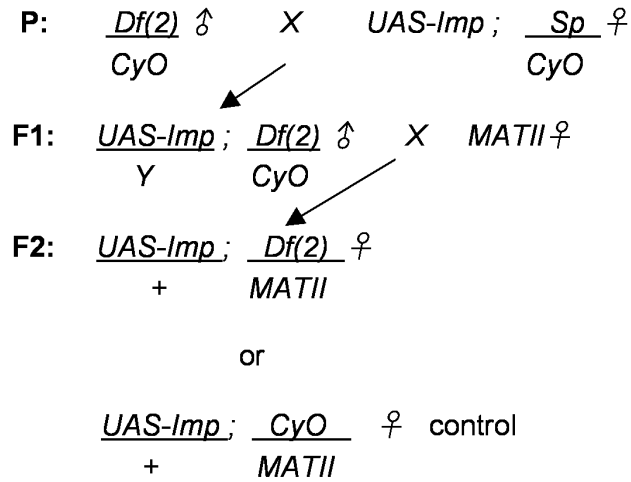 P: Df(2) ♂ X UAS-Imp ; Sp ♀
CyO CyO
F1: UAS-Imp ; Df(2) ♂ X MATII ♀
Y CyO
F2: UAS-Imp; Df(2) ♀
+ MATII
or
UAS-Imp; CyO ♀ control
+ MATII